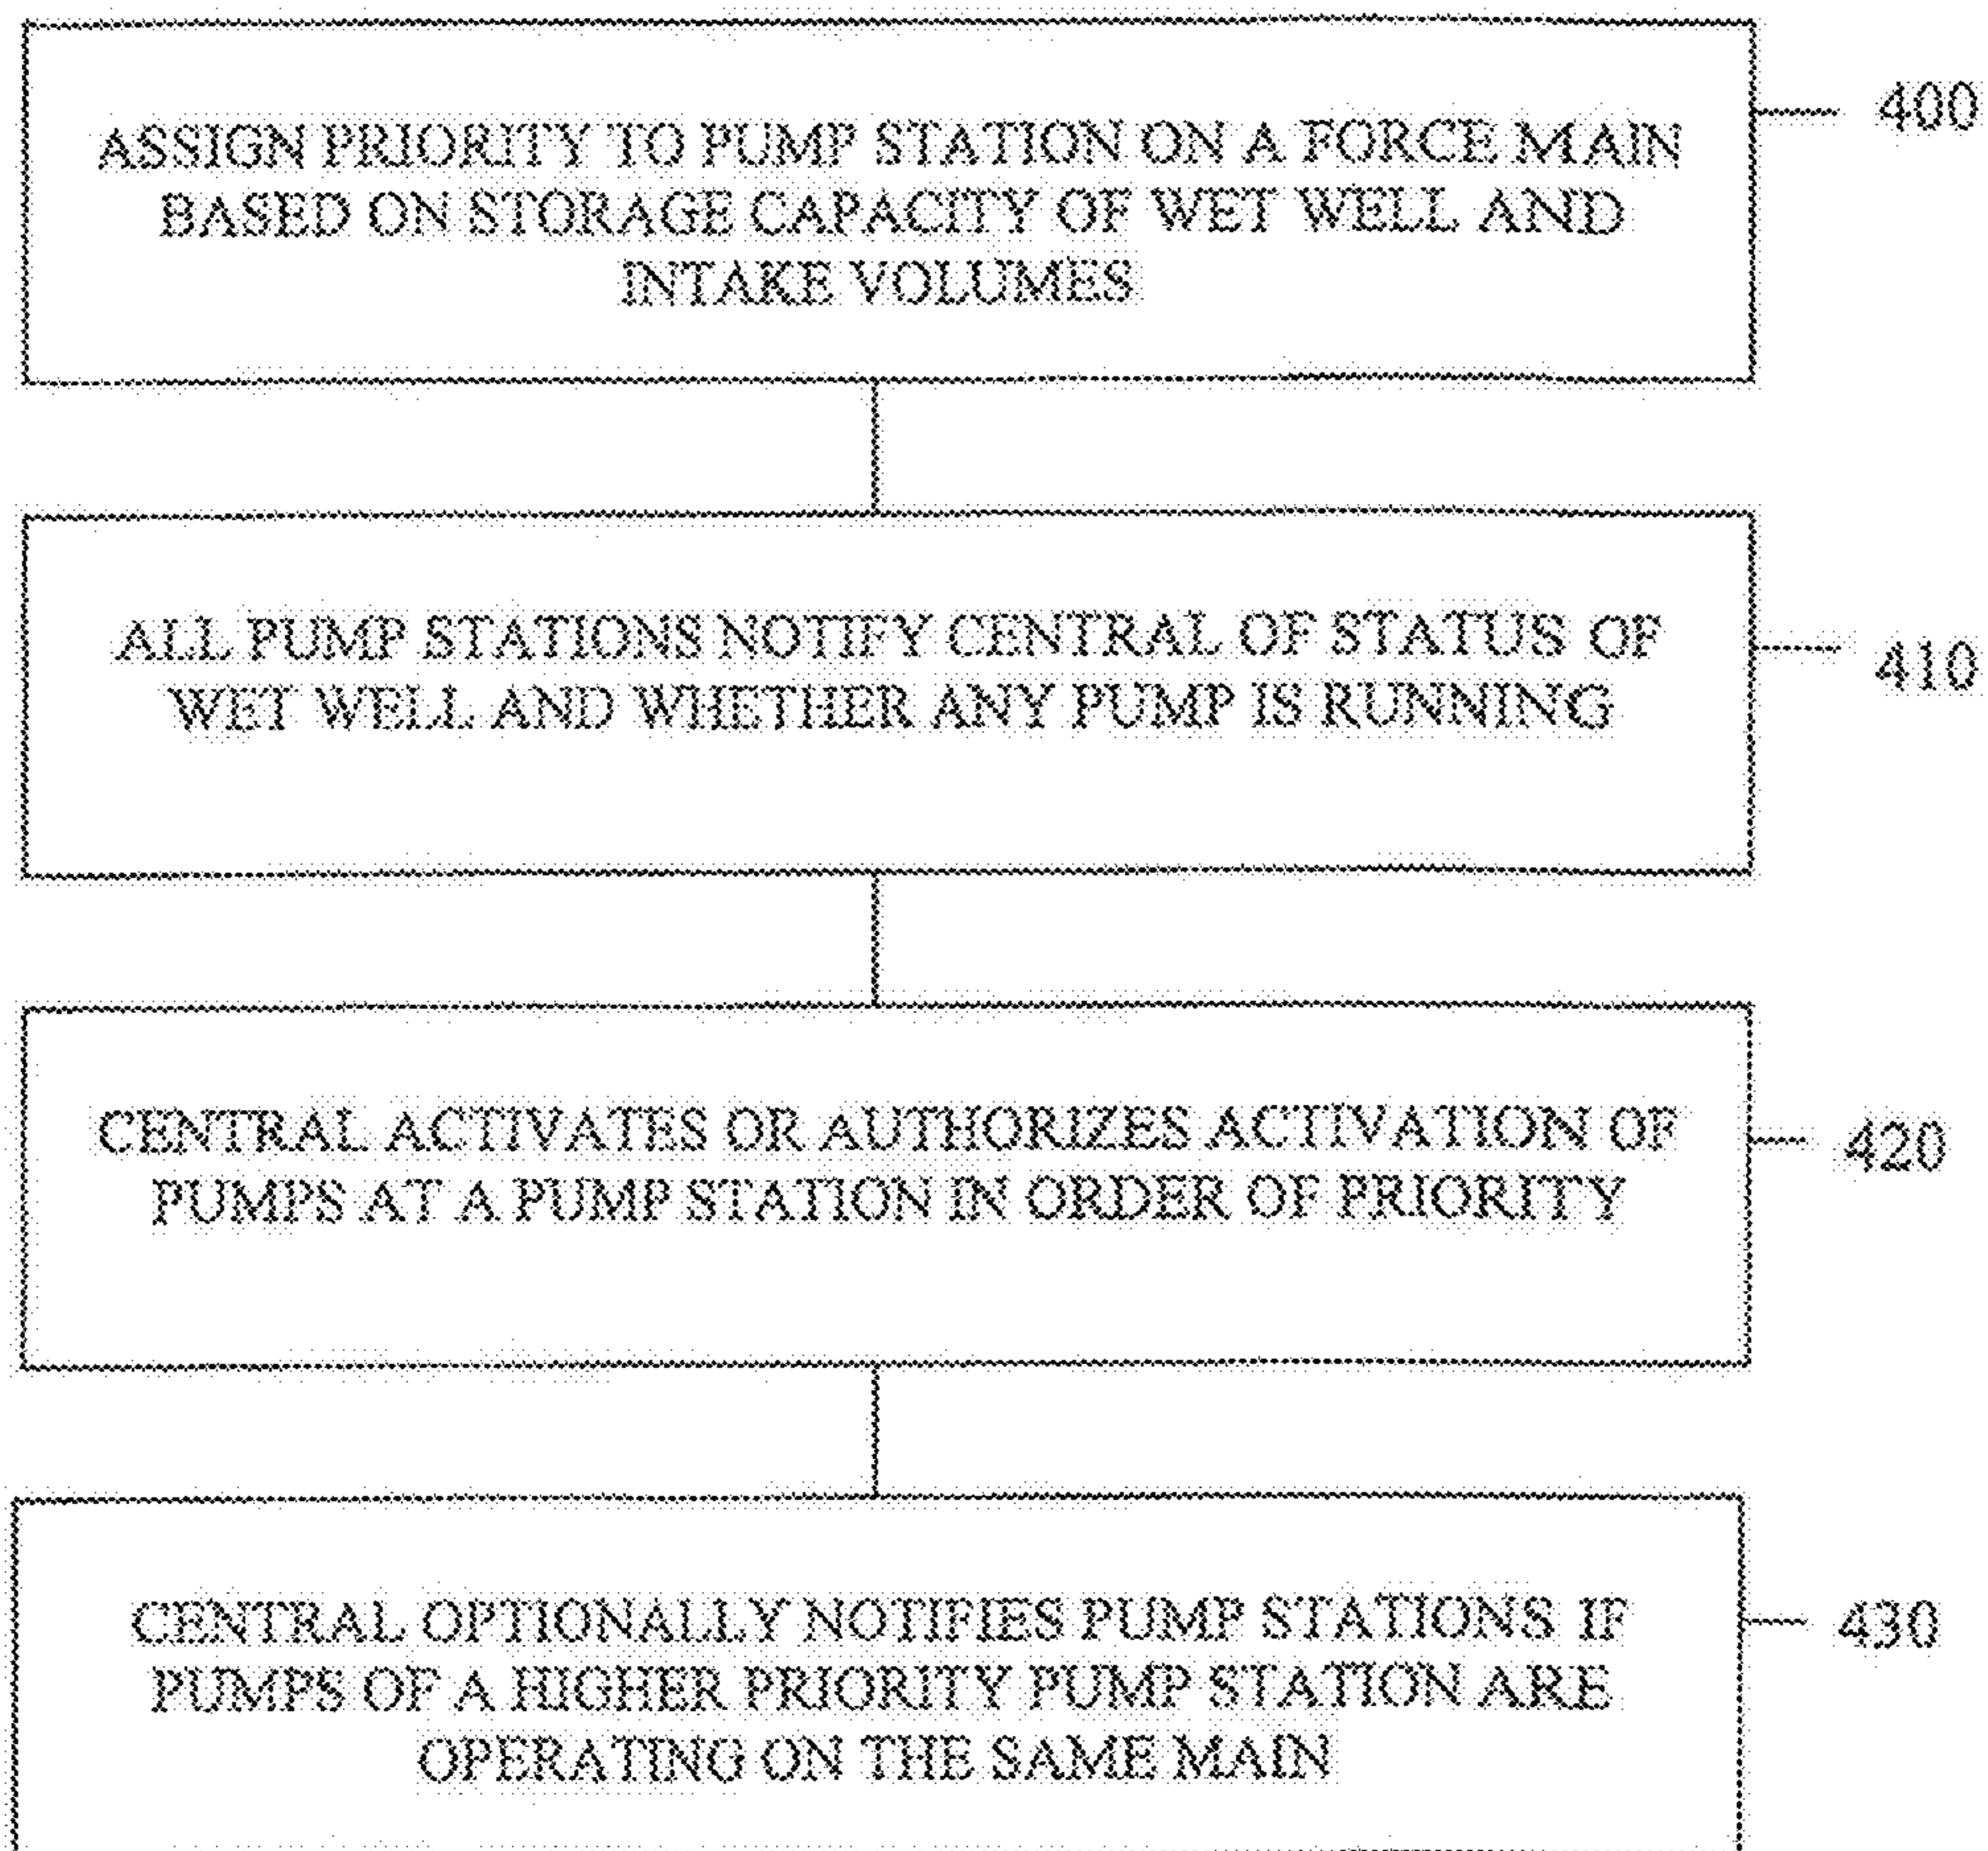 ASSIGN PRIORITY TO PUMP STATION ON A FORCE MAIN
BASED ON STORAGE CAPACITY OF WET WELL AND
INTAKE VOLUMES
400
ALL PUMP STATIONS NOTIFY CENTRAL OF STATUS OF
WET WELL AND WHETHER ANY PUMP IS RUNNING
410
CENTRAL ACTIVATES OR AUTHORIZES ACTIVATION OF
PUMPS AT A PUMP STATION IN ORDER OF PRIORITY
420
CENTRAL OPTIONALLY NOTIFIES PUMP STATIONS IF
PUMPS OF A HIGHER PRIORITY PUMP STATION ARE
OPERATING ON THE SAME MAIN
430